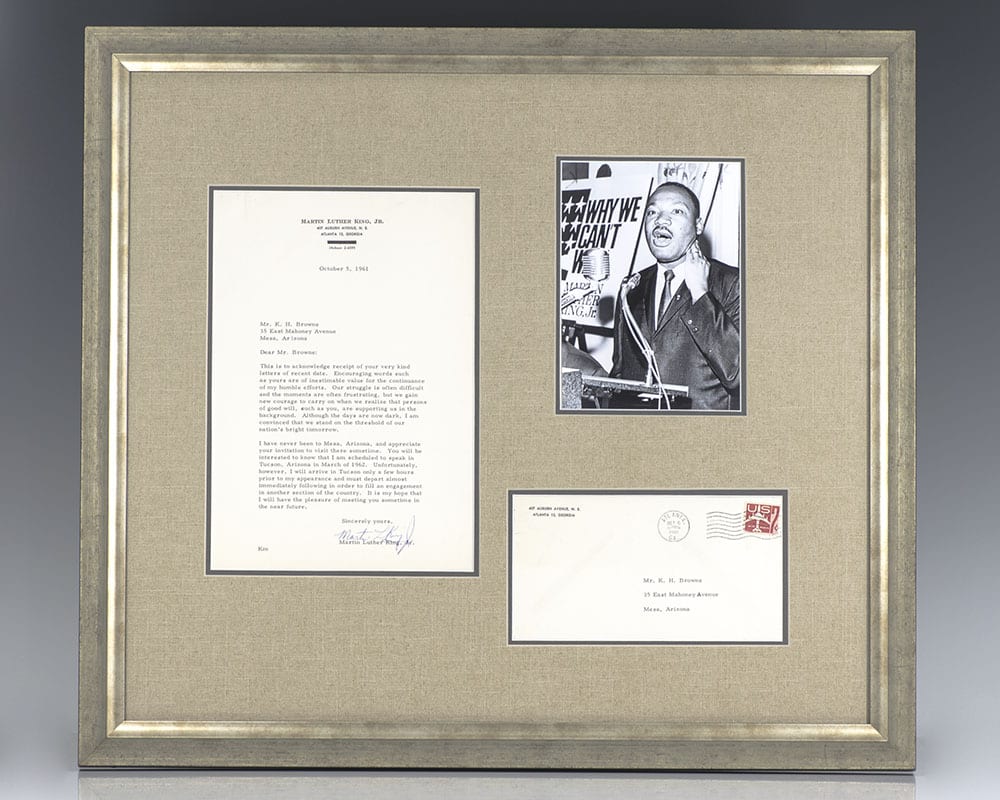 MARTIN LUTHER KING, JR.
407 AUBURN AVENUE, N. E.
ATLANTA 12, GEORGIA
October 5, 1961
Mr. K. H. Browne
35 East Mahoney Avenue
Mesa, Arizona
Dear Mr. Browne:
This is to acknowledge receipt of your very kind
letters of recent date. Encouraging words such
as yours are of inestimable value for the continuance
of my humble efforts. Our struggle is often difficult
and the moments are often frustrating, but we gain
new courage to carry on when we realize that persons
of good will, such as you, are supporting us in the
background. Although the days are now dark, I am
convinced that we stand on the threshold of our
nation's bright tomorrow.
I have never been to Mesa, Arizona, and appreciate
your invitation to visit there sometime. You will be
interested to know that I am scheduled to speak in
Tucson, Arizona in March of 1962. Unfortunately,
however, I will arrive in Tucson only a few hours
prior to my appearance and must depart almost
immediately following in order to fill an engagement
in another section of the country. It is my hope that
I will have the pleasure of meeting you sometime in
the near future.
Sincerely yours,
Martin L King Jr
Martin Luther King, Jr.
Km
WHY WE
CAN'T
W
MART N
HER
KING, Jr.
407 AUBURN AVENUE, N. E.
ATLANTA 12, GEORGIA
ATLANTA
GA.
US
Mr. K. H. Browne
35 East Mahoney Avenue
Mesa, Arizona